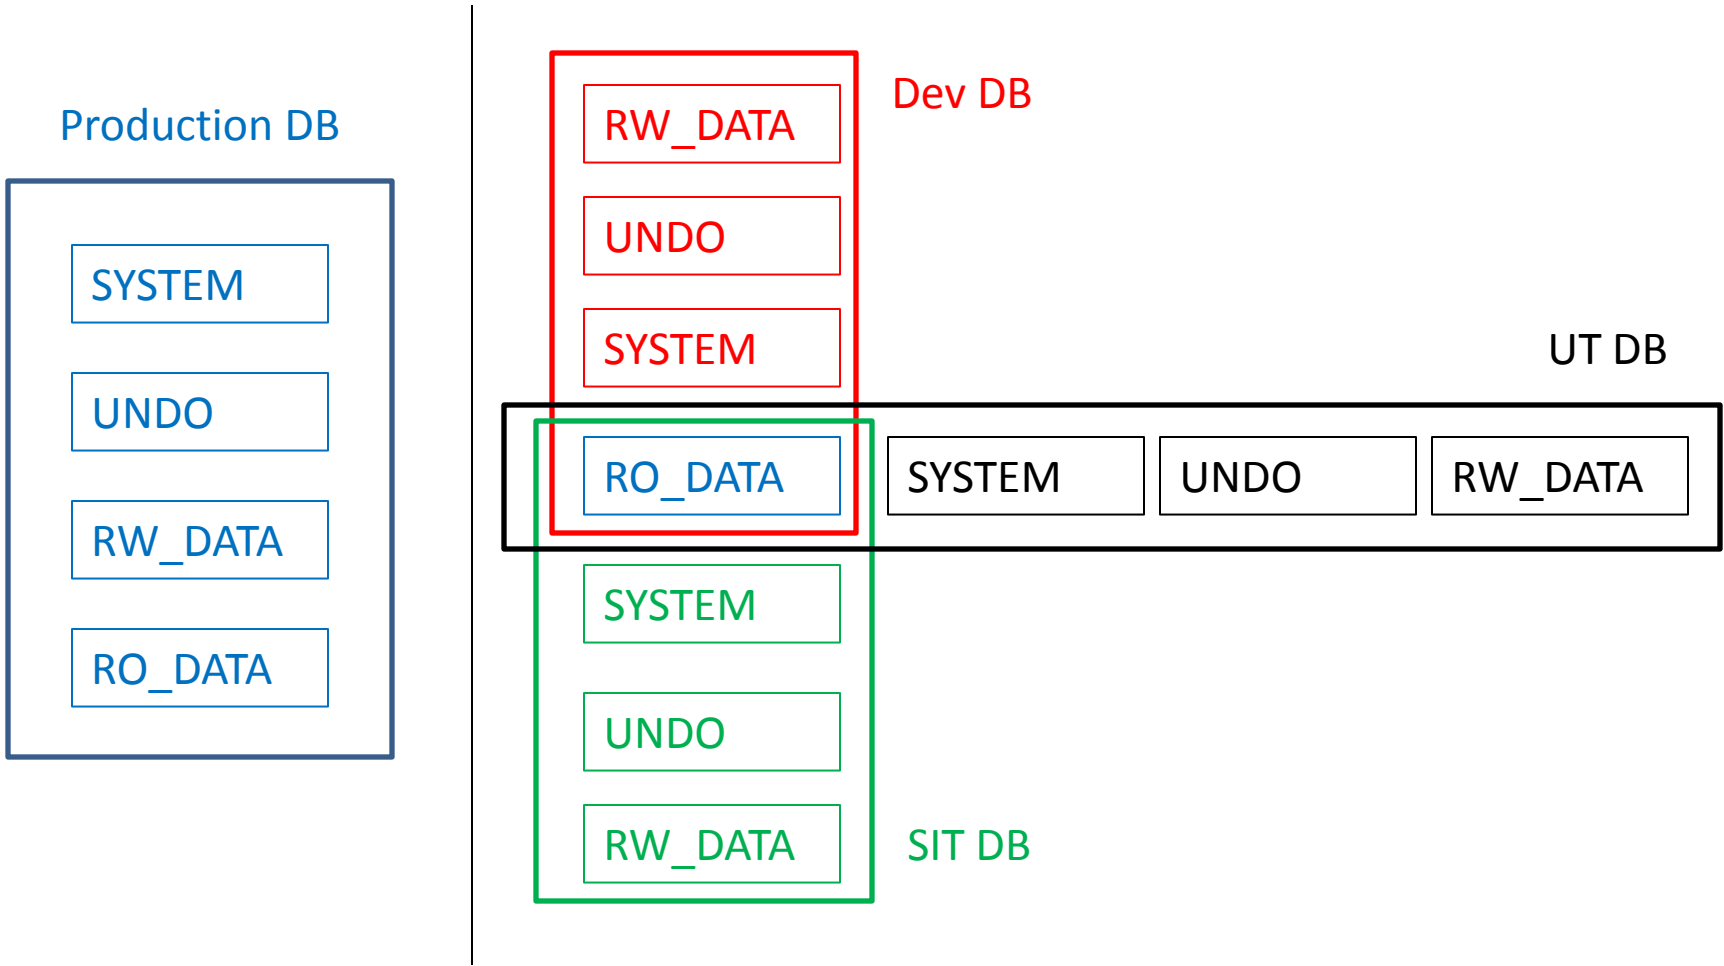 Production DB
SYSTEM
UNDO
RW_DATA
RO_DATA
Dev DB
RW_DATA
UNDO
SYSTEM
UT DB
RO_DATA
SYSTEM
UNDO
RW_DATA
SYSTEM
UNDO
RW_DATA
SIT DB